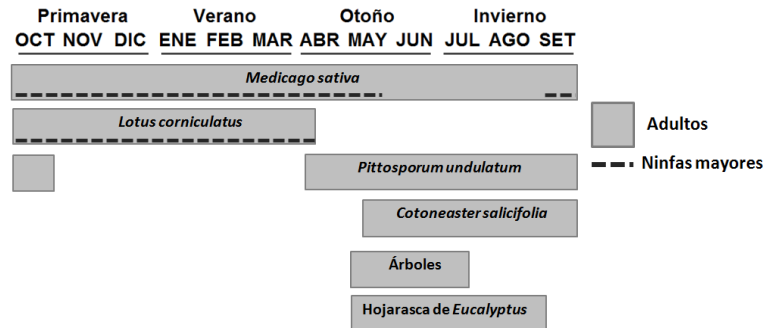 Primavera Verano Otoño Invierno
OCT NOV DIC ENE FEB MAR ABR MAY JUN JUL AGO SET
Medicago sativa
Lotus corniculatus
Adultos
Pittosporum undulatum
Ninfas mayores
Cotoneaster salicifolia
Árboles
Hojarasca de Eucalyptus